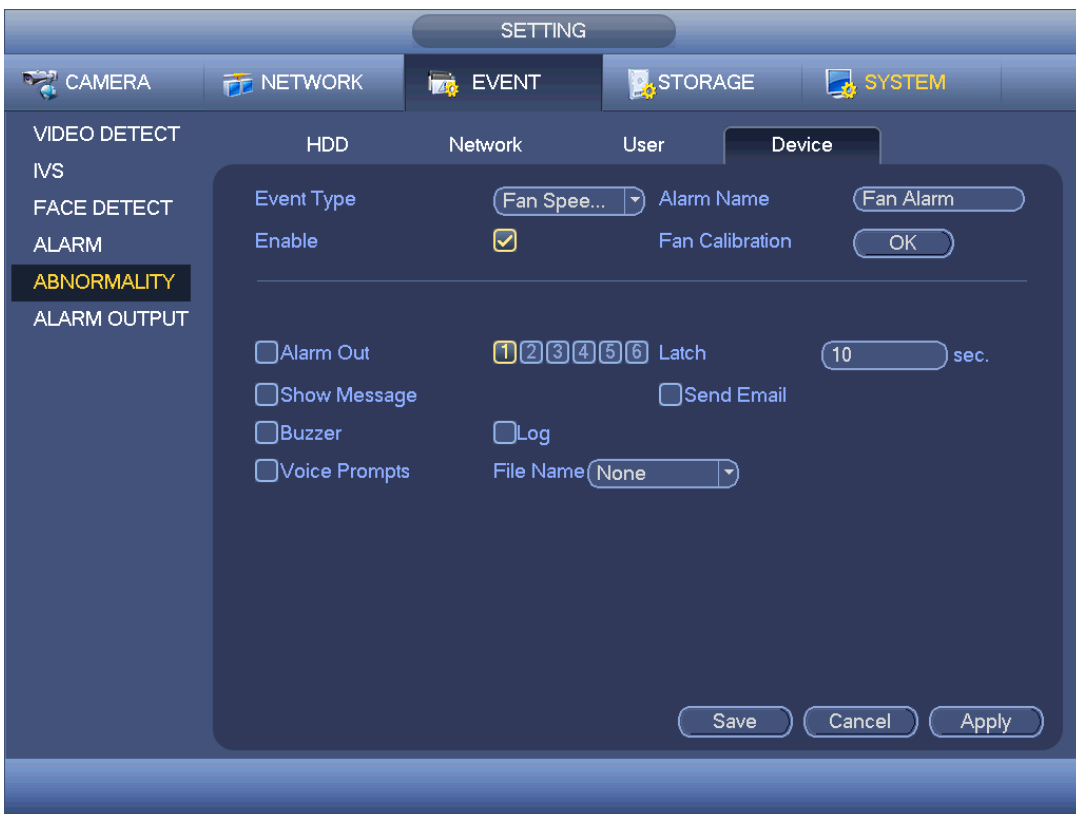 SETTING
CAMERA NETWORK EVENT STORAGE SYSTEM
VIDEO DETECT
IVS
FACE DETECT
ALARM
ABNORMALITY
ALARM OUTPUT
HDD Network User Device
Event Type Fan Spee... Alarm Name Fan Alarm
Enable Fan Calibration OK
Alarm Out 1 2 3 4 5 6 Latch 10 sec.
Show Message Send Email
Buzzer Log
Voice Prompts File Name None
Save Cancel Apply